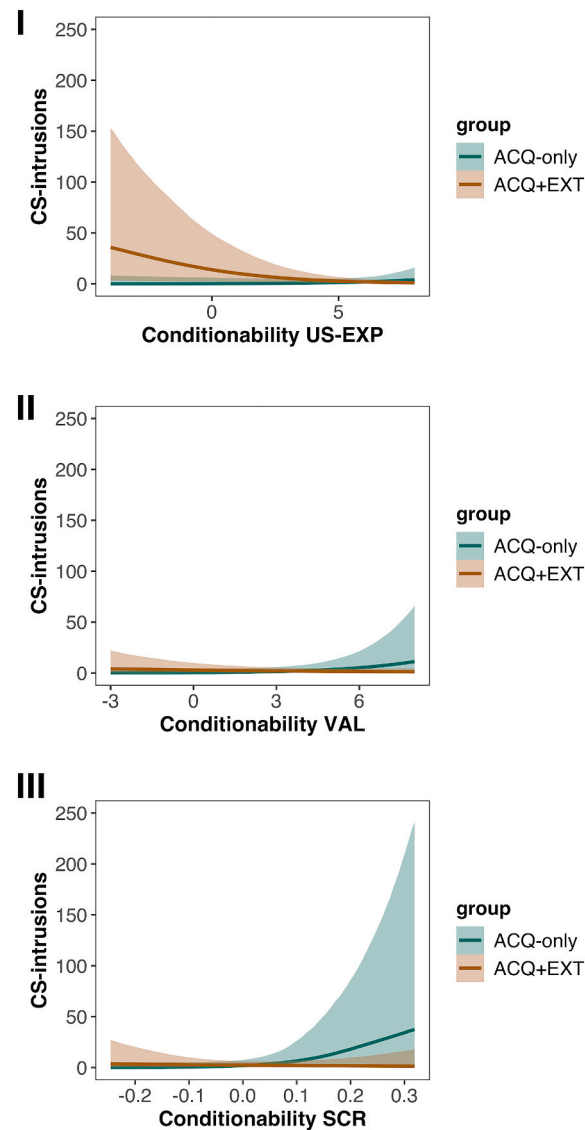 I
CS-intrusions
250
200
150
100
50
0
0 5
Conditionability US-EXP
group
ACQ-only
ACQ+EXT
II
CS-intrusions
250
200
150
100
50
0
-3 0 3 6
Conditionability VAL
group
ACQ-only
ACQ+EXT
III
CS-intrusions
250
200
150
100
50
0
-0.2 -0.1 0.0 0.1 0.2 0.3
Conditionability SCR
group
ACQ-only
ACQ+EXT